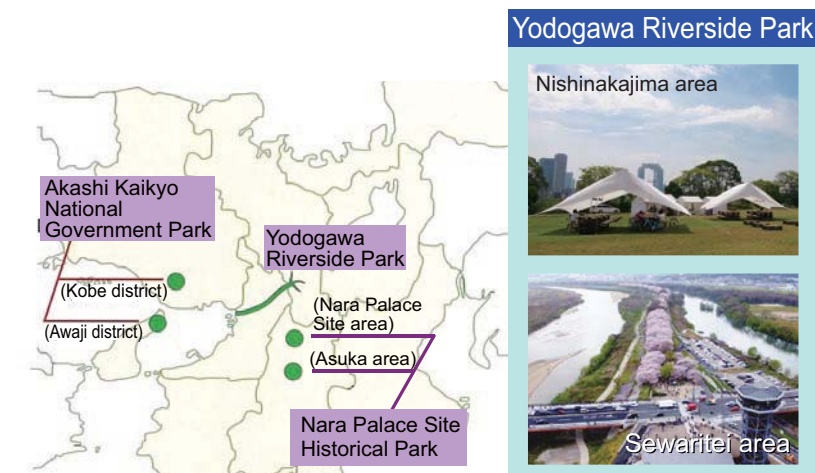 Akashi Kaikyo
National
Government Park
(Kobe district)
(Awaji district)
Yodogawa
Riverside Park
(Nara Palace
Site area)
(Asuka area)
Nara Palace Site
Historical Park
Yodogawa Riverside Park
Nishinakajima area
Sewaritei area